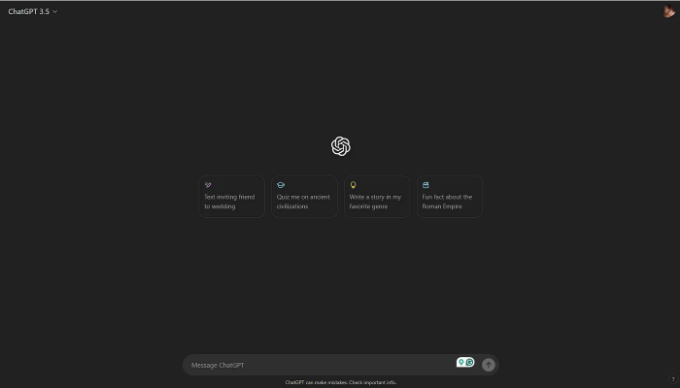 ChatGPT 3.5
Text inviting friend
to wedding
Quiz me on ancient
civilizations
Write a story in my
favorite genre
Fun fact about the
Roman Empire
Message ChatGPT
ChatGPT can make mistakes. Check important info.
?